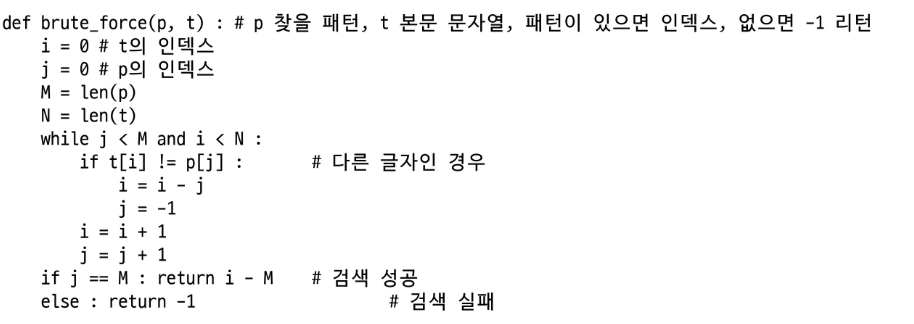 def brute_force(p, t) : # p 찾을 패턴, t 본문 문자열, 패턴이 있으면 인덱스, 없으면 -1 리턴
    i = 0 # t의 인덱스
    j = 0 # p의 인덱스
    M = len(p)
    N = len(t)
    while j < M and i < N :
        if t[i] != p[j] :       # 다른 글자인 경우
            i = i - j
            j = -1
        i = i + 1
        j = j + 1
    if j == M : return i - M    # 검색 성공
    else : return -1                    # 검색 실패